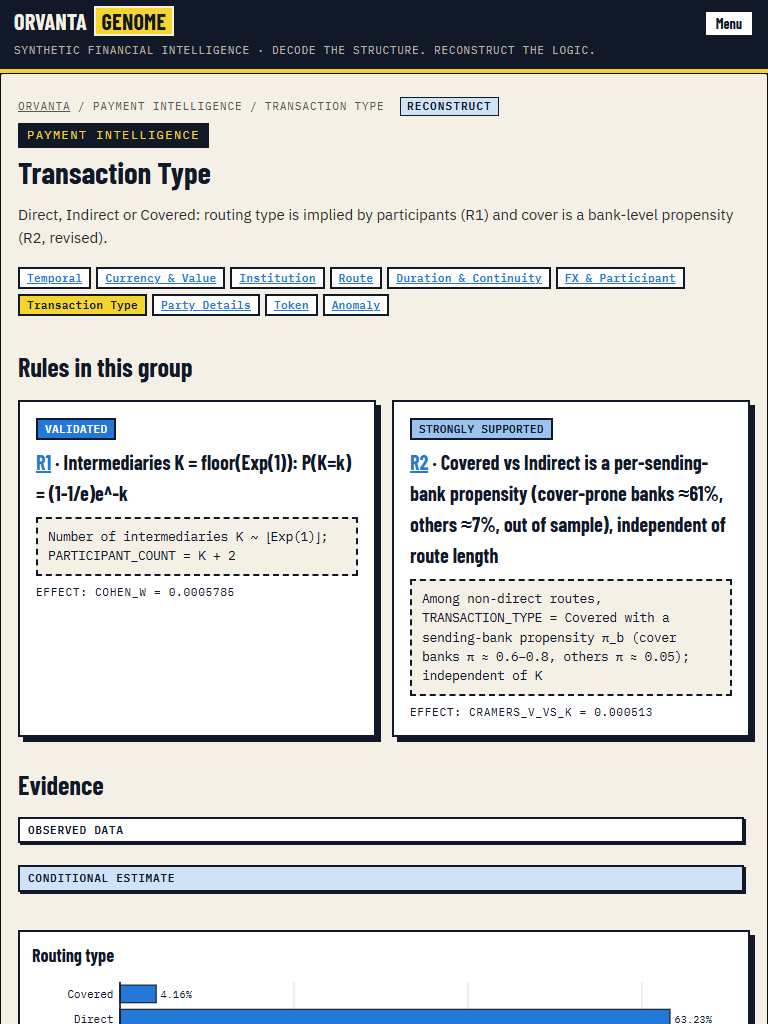 ORVANTA GENOME
Menu
SYNTHETIC FINANCIAL INTELLIGENCE · DECODE THE STRUCTURE. RECONSTRUCT THE LOGIC.
ORVANTA / PAYMENT INTELLIGENCE / TRANSACTION TYPE RECONSTRUCT
PAYMENT INTELLIGENCE
Transaction Type
Direct, Indirect or Covered: routing type is implied by participants (R1) and cover is a bank-level propensity
(R2, revised).
Temporal Currency & Value Institution Route Duration & Continuity FX & Participant
Transaction Type Party Details Token Anomaly
Rules in this group
VALIDATED
R1 · Intermediaries K = floor(Exp(1)): P(K=k)
= (1-1/e)e^-k
Number of intermediaries K ~ ⌊Exp(1)⌋;
PARTICIPANT_COUNT = K + 2
EFFECT: COHEN_W = 0.0005785
STRONGLY SUPPORTED
R2 · Covered vs Indirect is a per-sending-
bank propensity (cover-prone banks ≈61%,
others ≈7%, out of sample), independent of
route length
Among non-direct routes,
TRANSACTION_TYPE = Covered with a
sending-bank propensity π_b (cover
banks π ≈ 0.6–0.8, others π ≈ 0.05);
independent of K
EFFECT: CRAMERS_V_VS_K = 0.000513
Evidence
OBSERVED DATA
CONDITIONAL ESTIMATE
Routing type
Covered 4.16%
Direct 63.23%